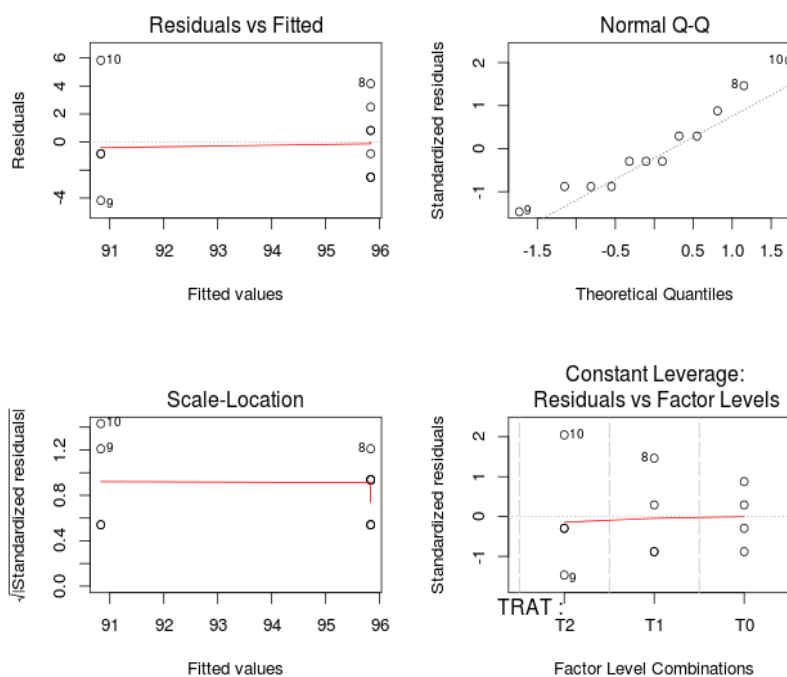 Residuals vs Fitted
Residuals
6
4
2
0
-4
10
8
9
91 92 93 94 95 96
Fitted values
Normal Q-Q
Standardized residuals
2
1
0
-1
10
8
9
-1.5 -0.5 0.5 1.0 1.5
Theoretical Quantiles
Scale-Location
√|Standardized residuals|
1.2
0.8
0.4
0.0
10
9
8
91 92 93 94 95 96
Fitted values
Constant Leverage:
Residuals vs Factor Levels
Standardized residuals
2
1
0
-1
10
8
9
TRAT :
T2 T1 T0
Factor Level Combinations